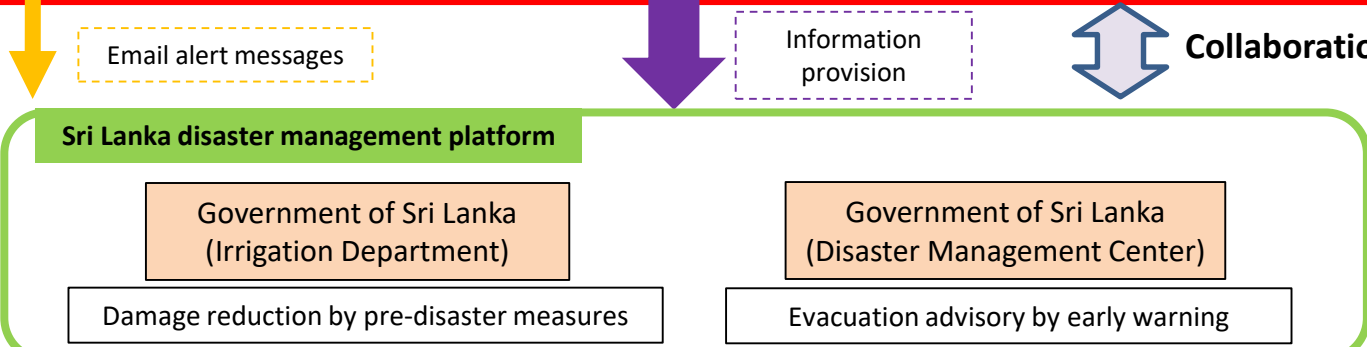 Email alert messages
Information
provision
Collaboratio
Sri Lanka disaster management platform
Government of Sri Lanka
(Irrigation Department)
Government of Sri Lanka
(Disaster Management Center)
Damage reduction by pre-disaster measures
Evacuation advisory by early warning